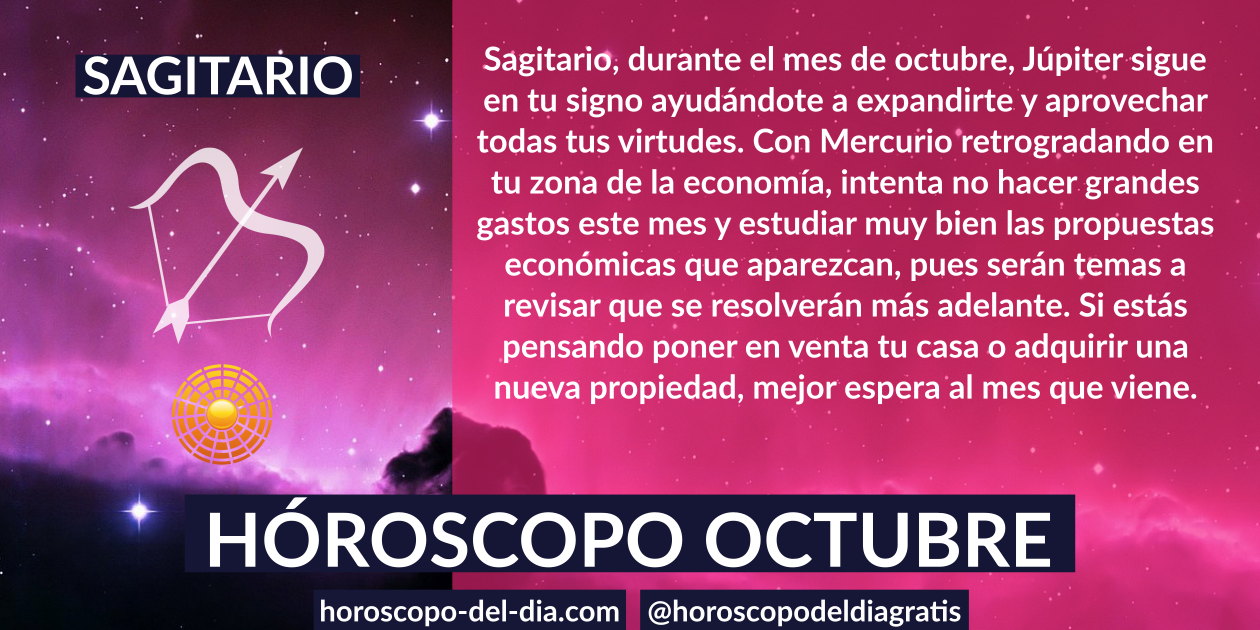 SAGITARIO
Sagitario, durante el mes de octubre, Júpiter sigue
en tu signo ayudándote a expandirte y aprovechar
todas tus virtudes. Con Mercurio retrogradando en
tu zona de la economía, intenta no hacer grandes
gastos este mes y estudiar muy bien las propuestas
económicas que aparezcan, pues serán temas a
revisar que se resolverán más adelante. Si estás
pensando poner en venta tu casa o adquirir una
nueva propiedad, mejor espera al mes que viene.
HÓROSCOPO OCTUBRE
horoscopo-del-dia.com
@horoscopodeldiagratis